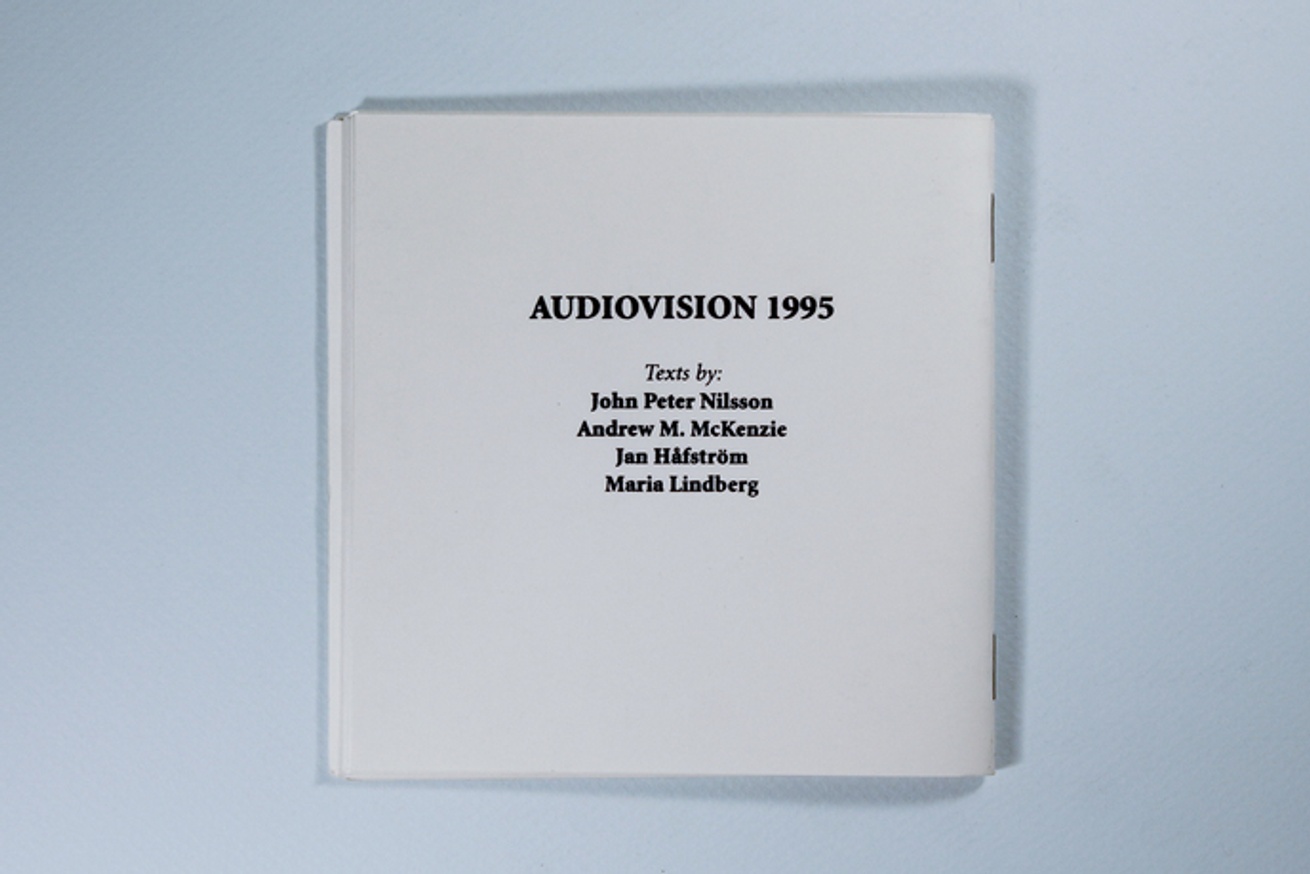 AUDIOVISION 1995
Texts by:
John Peter Nilsson
Andrew M. McKenzie
Jan Håfström
Maria Lindberg